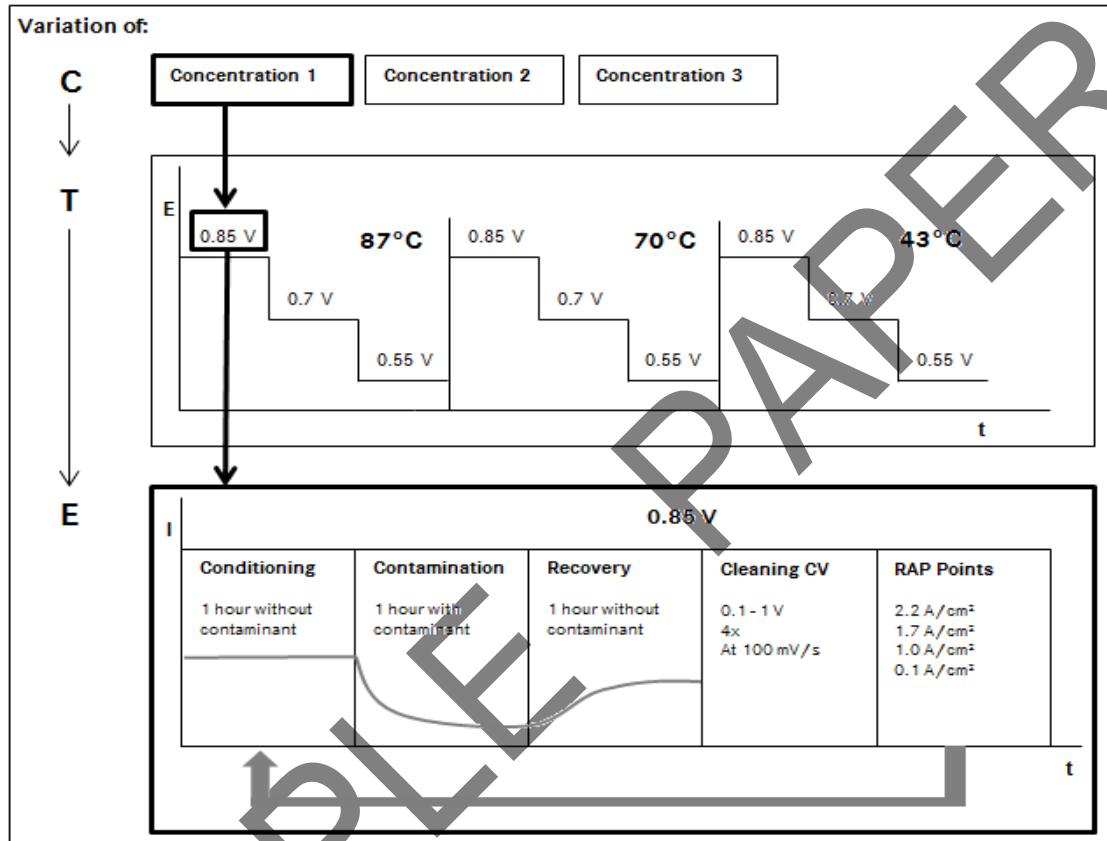 Variation of:
C
Concentration 1
Concentration 2
Concentration 3
T
E
0.85 V
87°C
0.85 V
70°C
0.85 V
43°C
0.7 V
0.7 V
0.7 V
0.55 V
0.55 V
0.55 V
t
E
I
0.85 V
Conditioning
Contamination
Recovery
Cleaning CV
RAP Points
1 hour without
contaminant
1 hour with
contaminant
1 hour without
contaminant
0.1 - 1 V
4x
At 100 mV/s
2.2 A/cm²
1.7 A/cm²
1.0 A/cm²
0.1 A/cm²
t
PLE PAPER